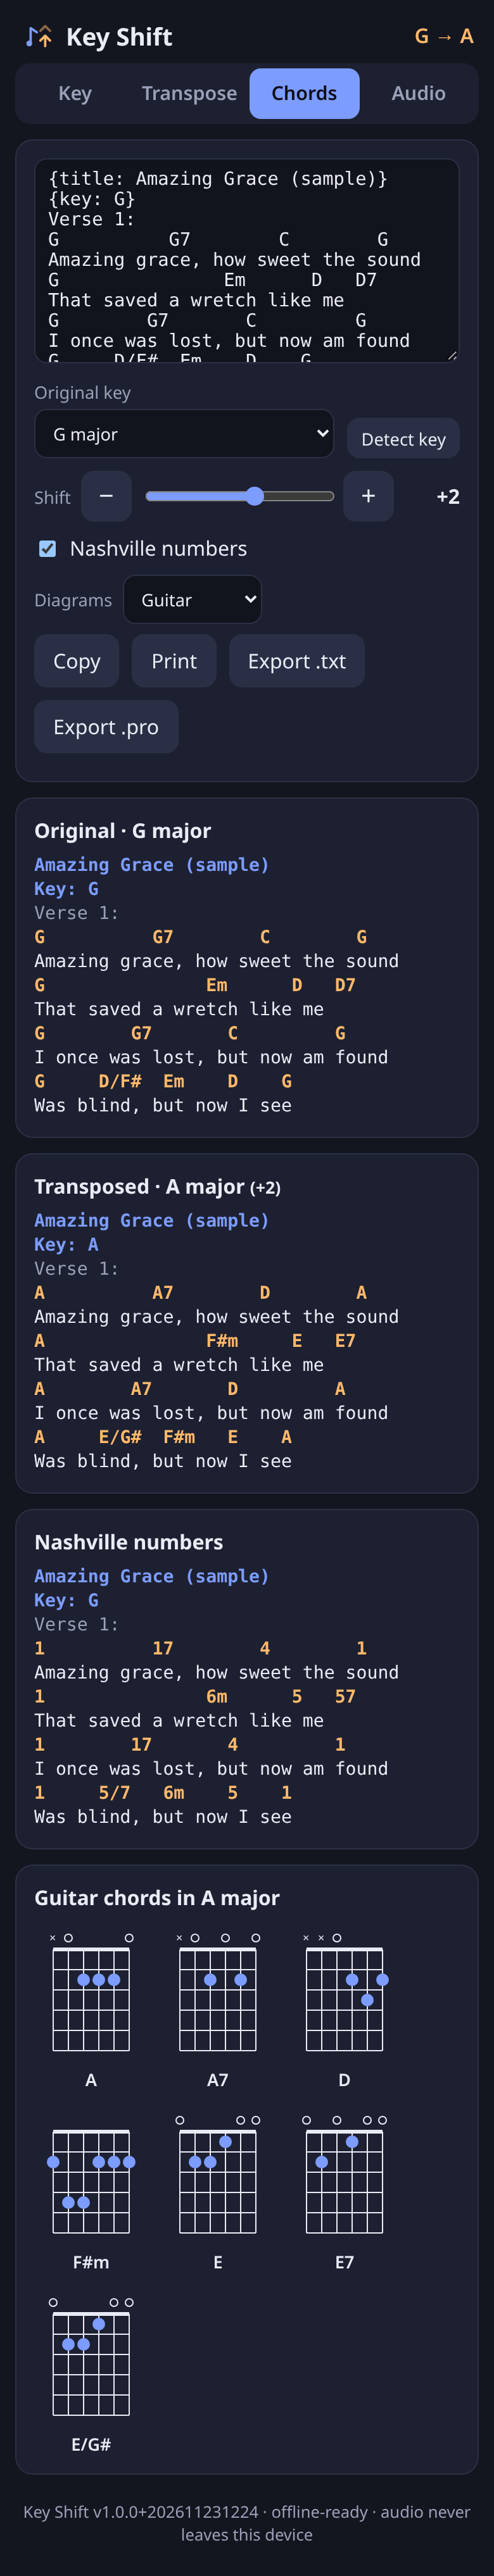 Key Shift
G → A
Key Transpose Chords Audio
{title: Amazing Grace (sample)}
{key: G}
Verse 1:
G          G7        C        G
Amazing grace, how sweet the sound
G               Em      D   D7
That saved a wretch like me
G        G7       C         G
I once was lost, but now am found
G     D/F#  Em    D    G
Original key
G major
Detect key
Shift − + +2
Nashville numbers
Diagrams Guitar
Copy Print Export .txt
Export .pro
Original · G major
Amazing Grace (sample)
Key: G
Verse 1:
G          G7        C        G
Amazing grace, how sweet the sound
G               Em      D   D7
That saved a wretch like me
G        G7       C         G
I once was lost, but now am found
G     D/F#  Em    D    G
Was blind, but now I see
Transposed · A major (+2)
Amazing Grace (sample)
Key: A
Verse 1:
A          A7        D        A
Amazing grace, how sweet the sound
A               F#m     E   E7
That saved a wretch like me
A        A7       D         A
I once was lost, but now am found
A     E/G#  F#m   E    A
Was blind, but now I see
Nashville numbers
Amazing Grace (sample)
Key: G
Verse 1:
1          17        4        1
Amazing grace, how sweet the sound
1               6m      5   57
That saved a wretch like me
1        17       4         1
I once was lost, but now am found
1     5/7   6m    5    1
Was blind, but now I see
Guitar chords in A major
A A7 D
F#m E E7
E/G#
Key Shift v1.0.0+202611231224 · offline-ready · audio never
leaves this device